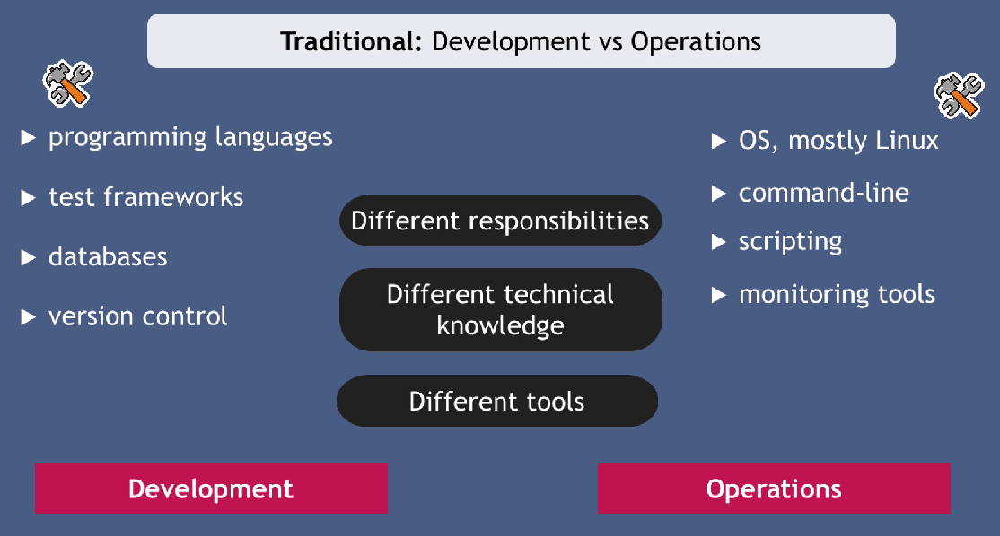 Traditional: Development vs Operations
programming languages
test frameworks
databases
version control
Different responsibilities
Different technical
knowledge
Different tools
OS, mostly Linux
command-line
scripting
monitoring tools
Development
Operations